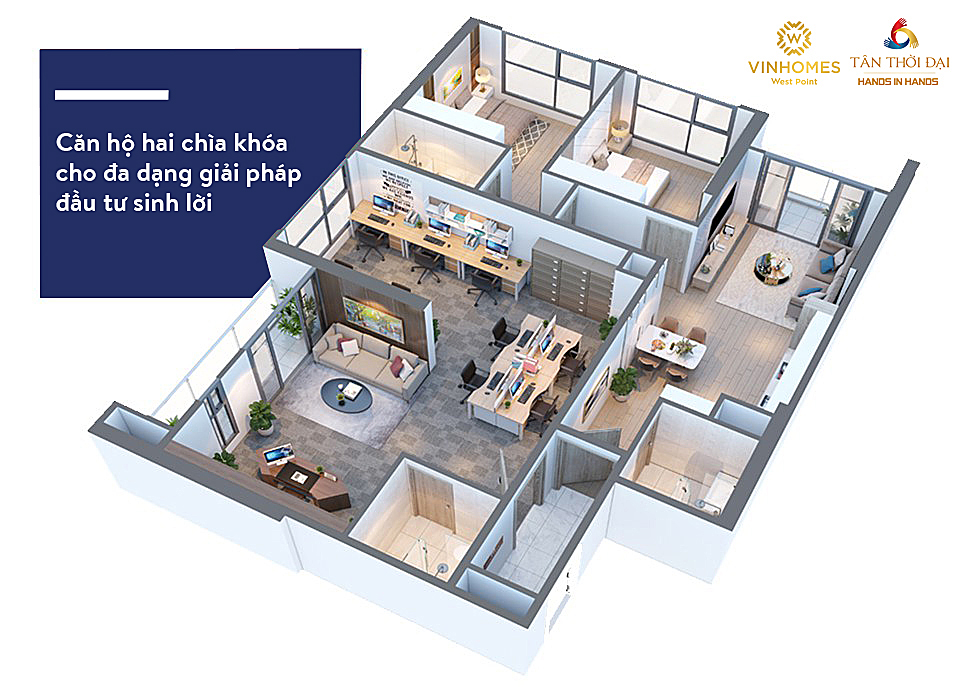 VINHOMES
West Point
TÂN THỜI ĐẠI
HANDS IN HANDS
Căn hộ hai chìa khóa
cho đa dạng giải pháp
đầu tư sinh lời